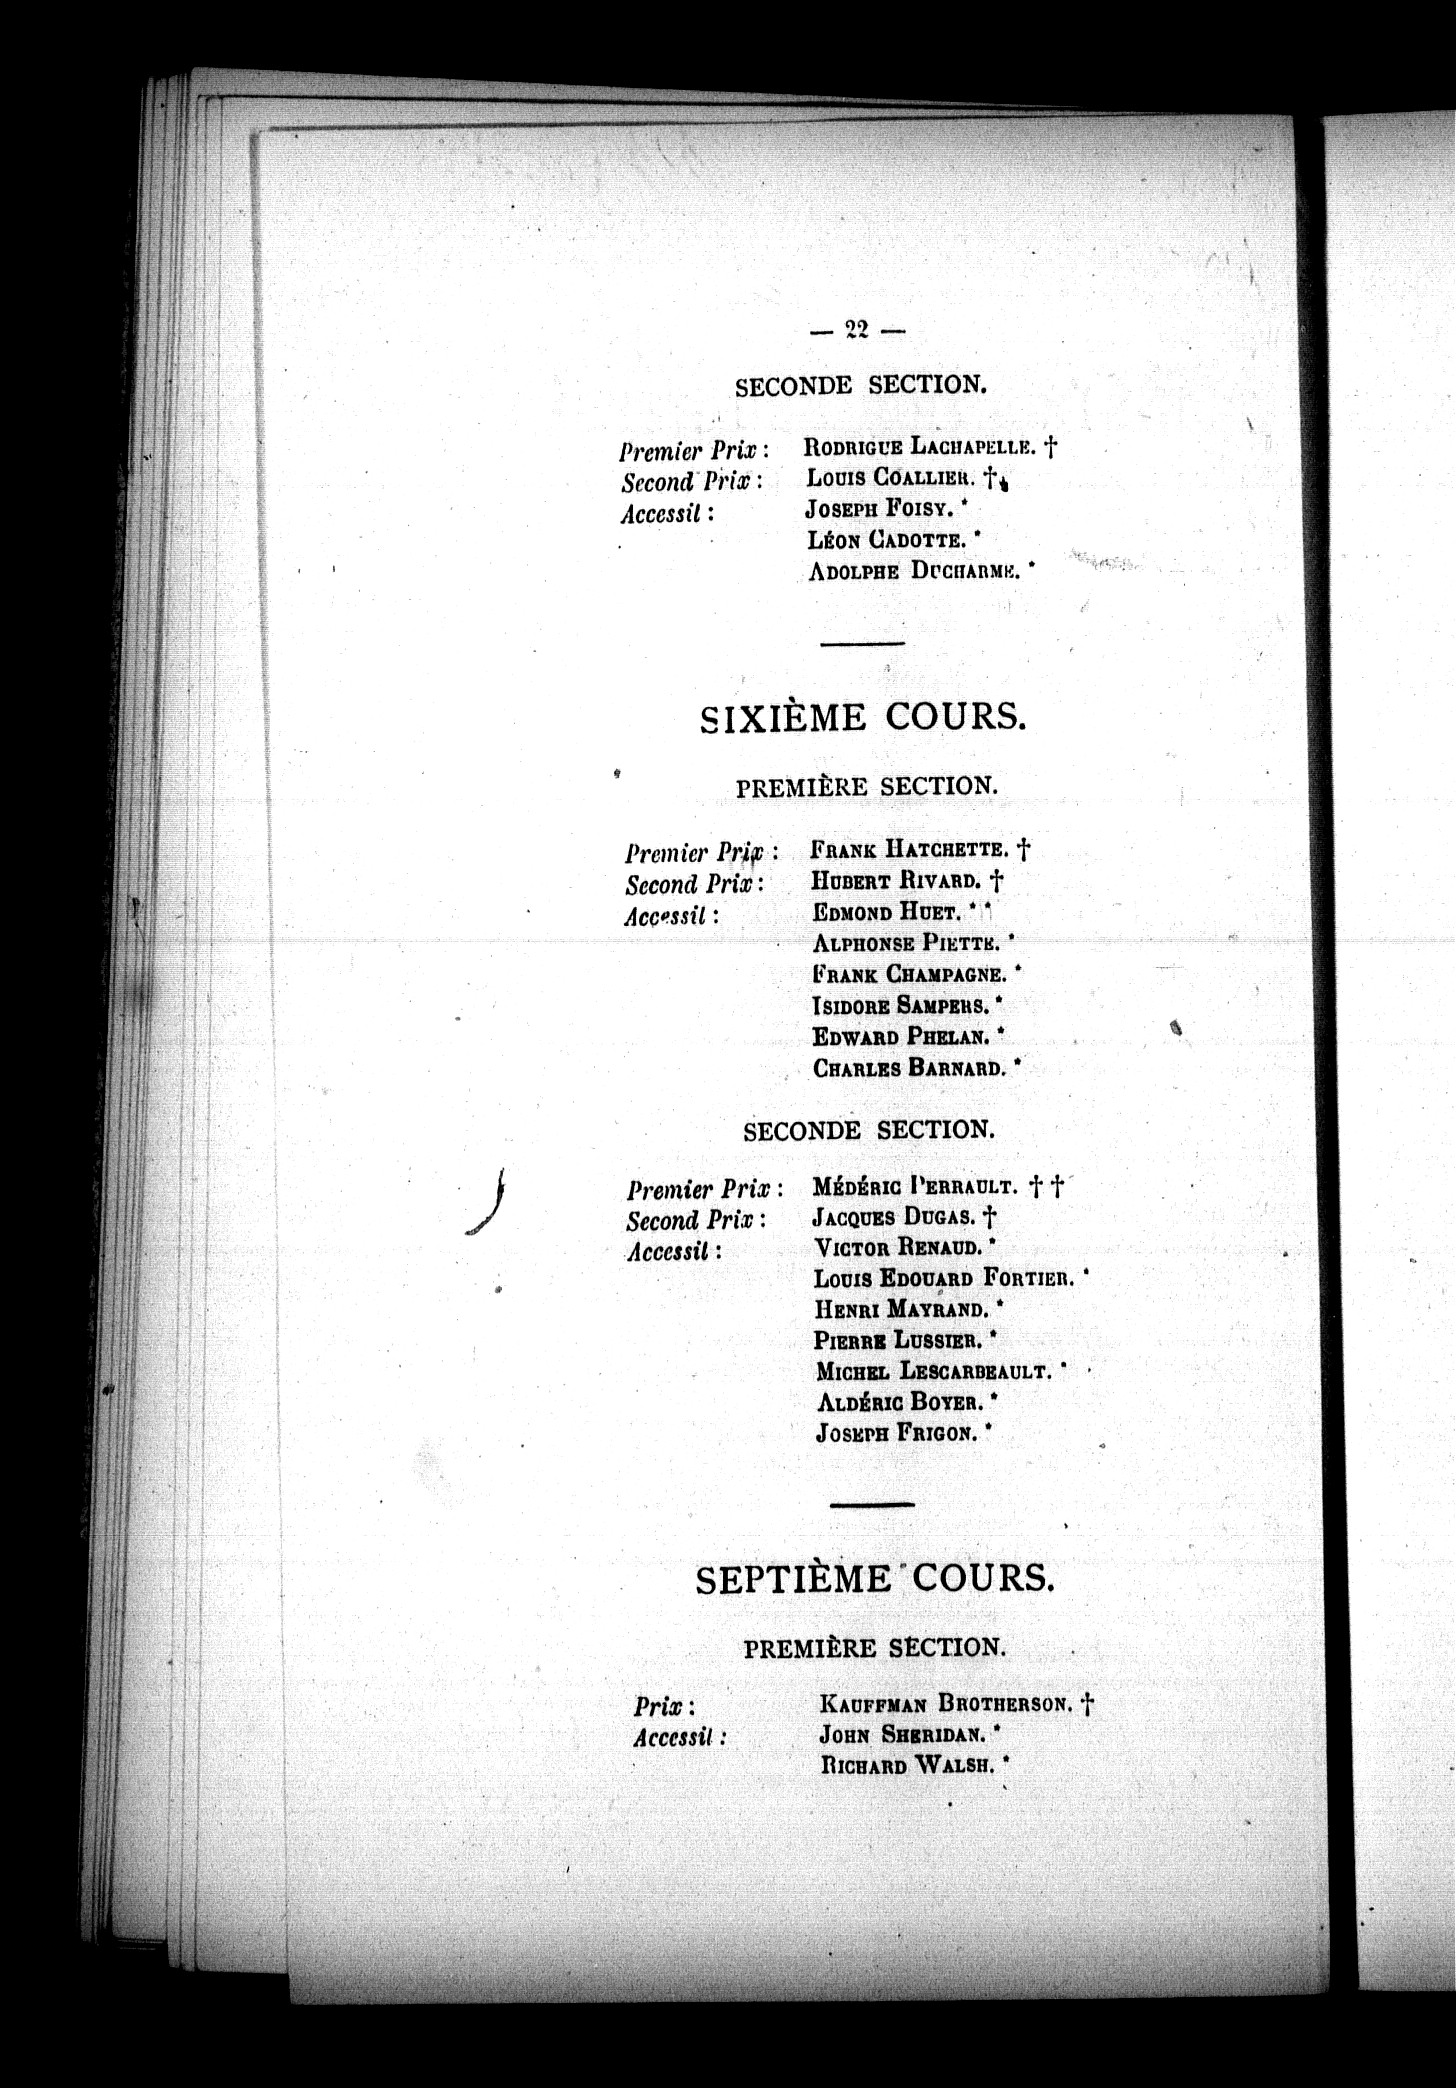 — 22 —
SECONDE SECTION.
Premier Prix : RODRIGUE LACHAPELLE. †
Second Prix : LOUIS COALLIER. †
Accessit : JOSEPH FOISY. *
LÉON CADOTTE. *
ADOLPHE DUCHARME. *
SIXIÈME COURS.
PREMIÈRE SECTION.
Premier Prix : FRANK HATCHETTE. †
Second Prix : HUBERT RIVARD. †
Accessit : EDMOND HUET. * *
ALPHONSE PIETTE. *
FRANK CHAMPAGNE. *
ISIDORE SAMPERS. *
EDWARD PHELAN. *
CHARLES BARNARD. *
SECONDE SECTION.
Premier Prix : MÉDÉRIC PERRAULT. † †
Second Prix : JACQUES DUGAS. †
Accessit : VICTOR RENAUD. *
LOUIS EDOUARD FORTIER. *
HENRI MAYRAND. *
PIERRE LUSSIER. *
MICHEL LESCARBEAULT. *
ALDÉRIC BOYER. *
JOSEPH FRIGON. *
SEPTIÈME COURS.
PREMIÈRE SECTION.
Prix : KAUFFMAN BROTHERSON. †
Accessit : JOHN SHERIDAN. *
RICHARD WALSH. *